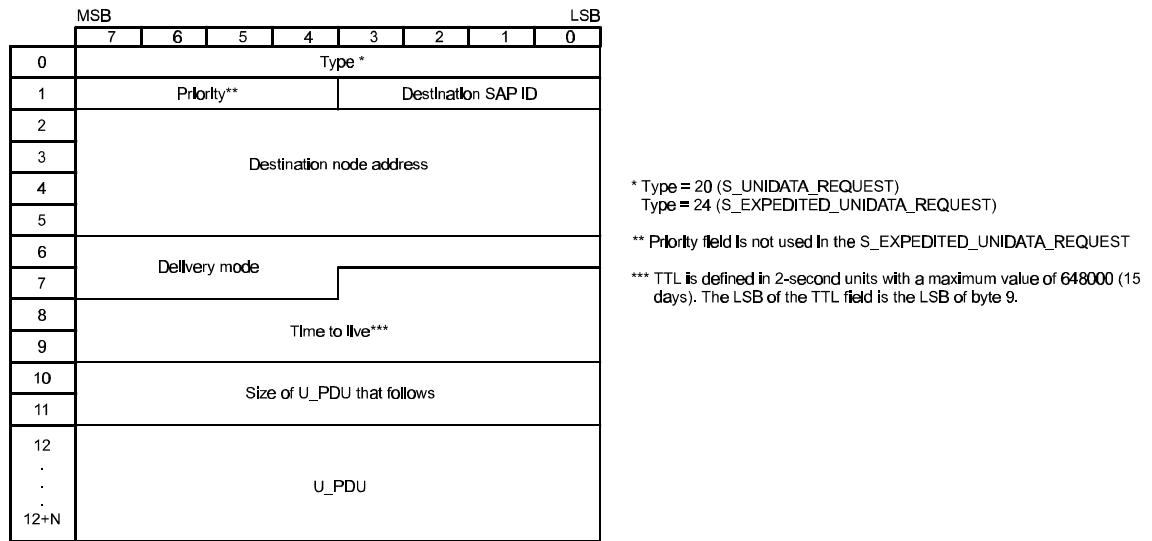 MSB LSB
7 6 5 4 3 2 1 0
0 Type *
1 Priority** Destination SAP ID
2
3 Destination node address
4
5
6 Delivery mode
7
8 Time to live***
9
10 Size of U_PDU that follows
11
12
.
.
.
12+N
U_PDU
* Type = 20 (S_UNIDATA_REQUEST)
Type = 24 (S_EXPEDITED_UNIDATA_REQUEST)
** Priority field is not used in the S_EXPEDITED_UNIDATA_REQUEST
*** TTL is defined in 2-second units with a maximum value of 648000 (15
days). The LSB of the TTL field is the LSB of byte 9.